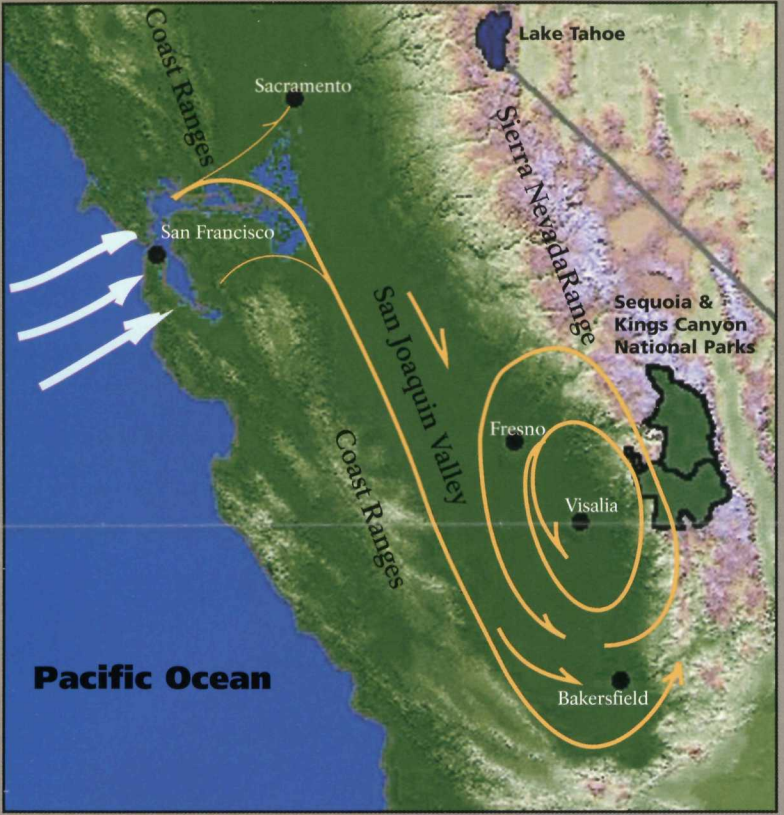 Lake Tahoe
Coast Ranges
Sacramento
Sierra NevadaRange
San Francisco
Sequoia &
Kings Canyon
National Parks
San Joaquin Valley
Fresno
Coast Ranges
Visalia
Pacific Ocean
Bakersfield